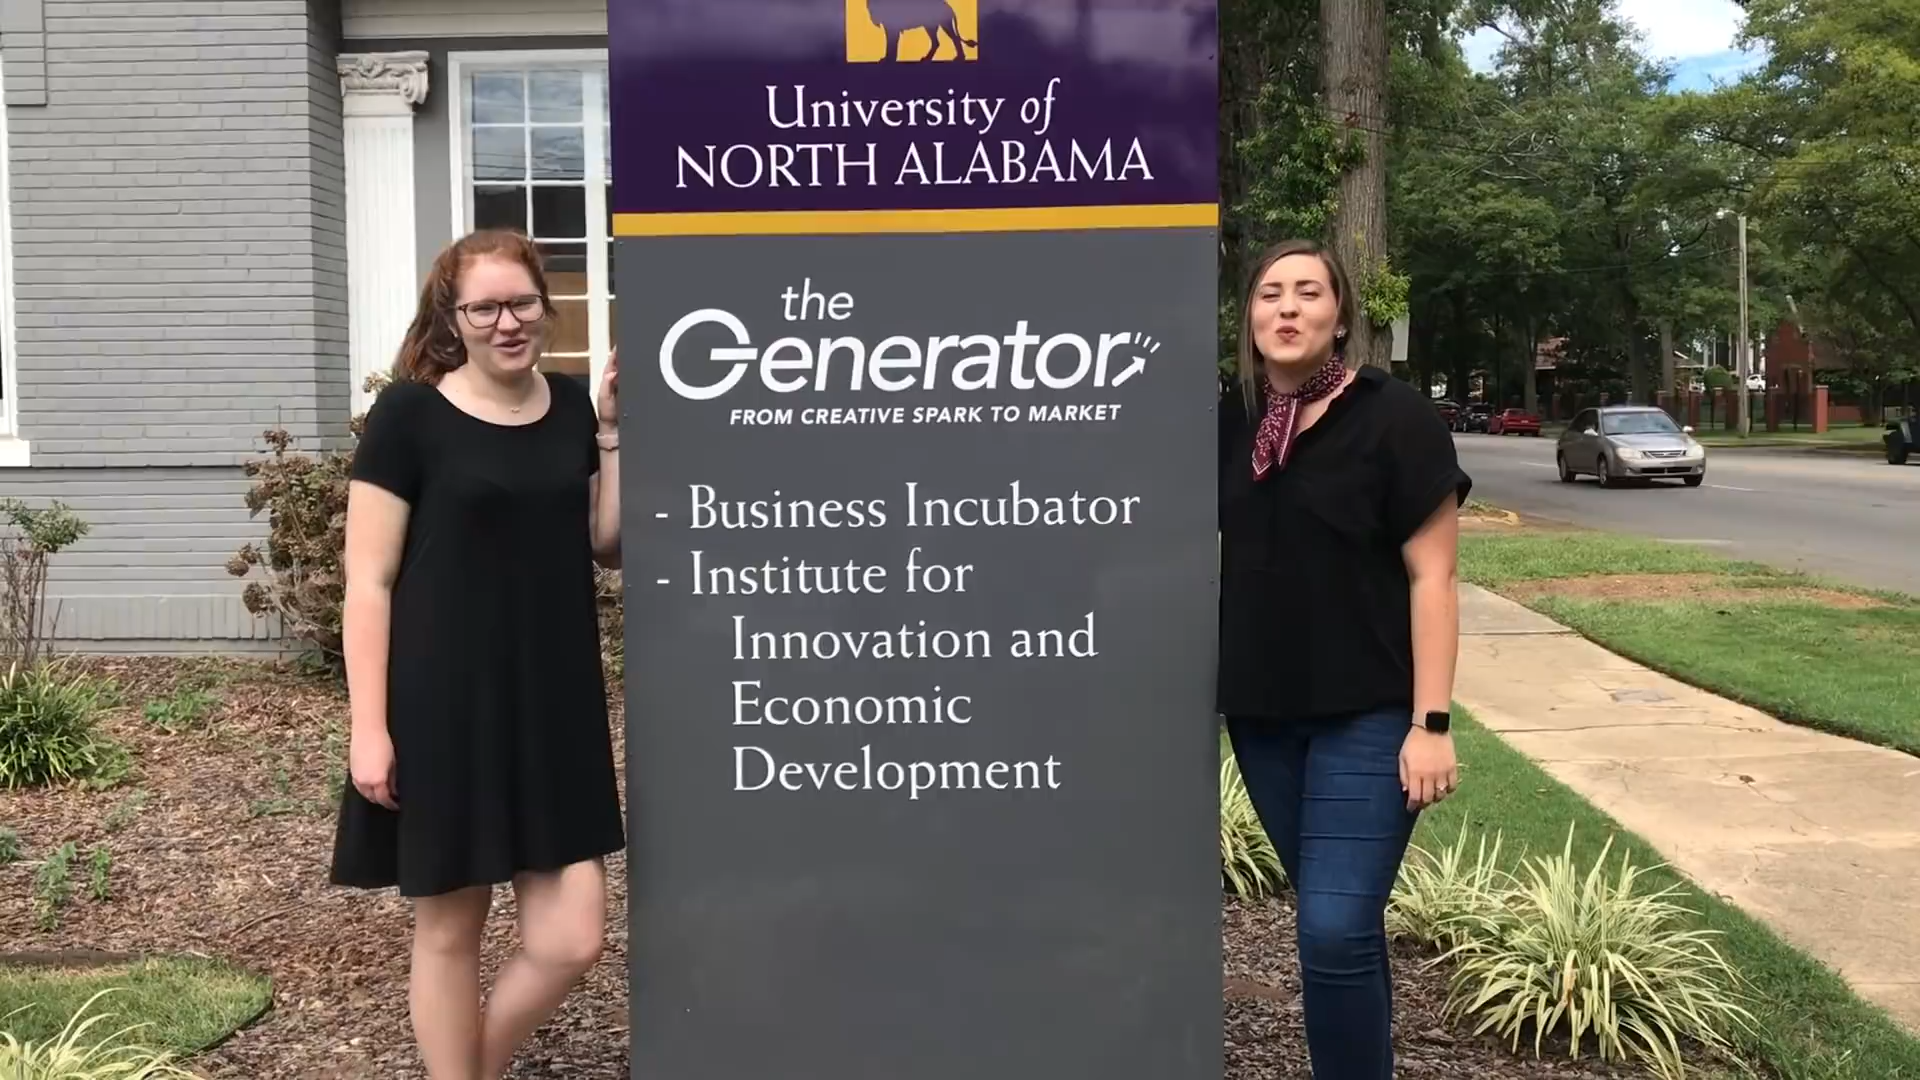 University of
NORTH ALABAMA
the
Generator
FROM CREATIVE SPARK TO MARKET
- Business Incubator
- Institute for
Innovation and
Economic
Development